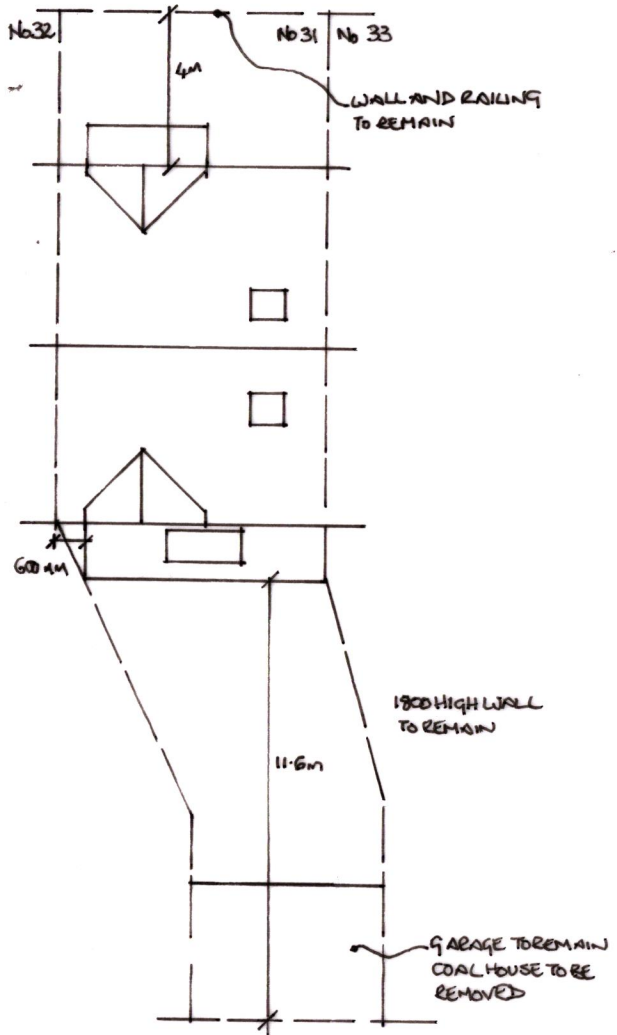 No32
No31
No 33
4M
WALL AND RAILING
TO REMAIN
600MM
1800 HIGH WALL
TO REMAIN
11.6m
GARAGE TO REMAIN
COAL HOUSE TO BE
REMOVED